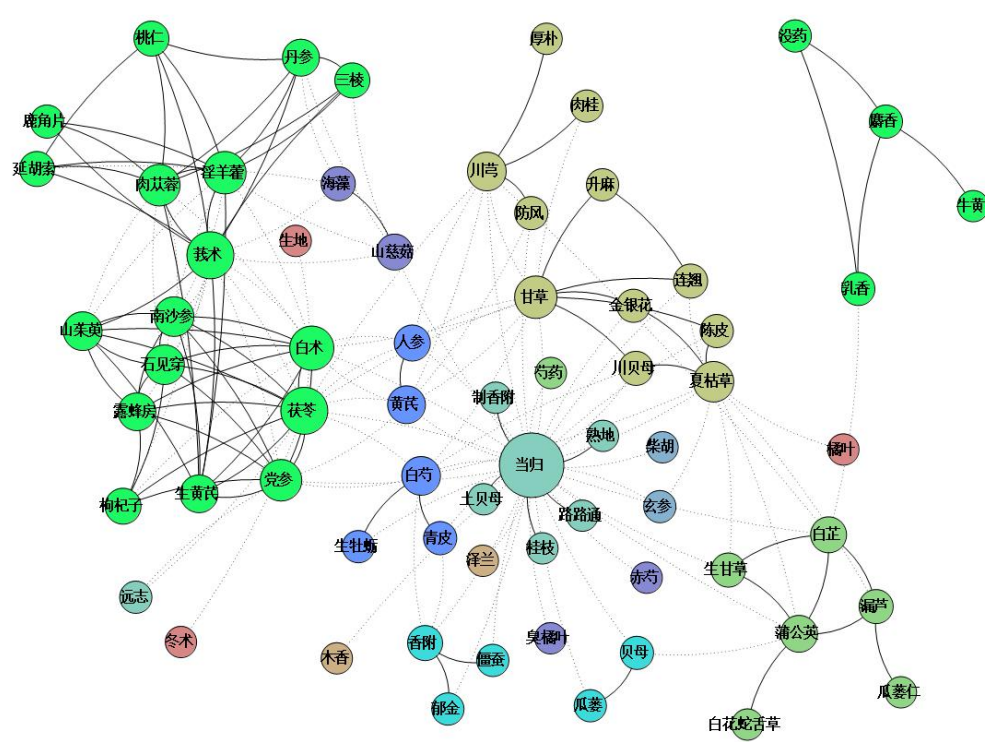 桃仁
厚朴
没药
丹参
三棱
肉桂
鹿角片
麝香
延胡索
肉苁蓉
淫羊藿
海藻
川芎
升麻
防风
牛黄
莪术
生地
山慈菇
连翘
乳香
甘草
金银花
山茱萸
南沙参
白术
人参
陈皮
石见穿
芍药
川贝母
夏枯草
露蜂房
茯苓
黄芪
制香附
熟地
柴胡
橘叶
当归
党参
白芍
枸杞子
生黄芪
土贝母
路路通
玄参
生牡蛎
青皮
桂枝
白芷
泽兰
生甘草
远志
赤芍
漏芦
冬术
木香
香附
僵蚕
臭橘叶
贝母
蒲公英
郁金
瓜蒌
瓜蒌仁
白花蛇舌草